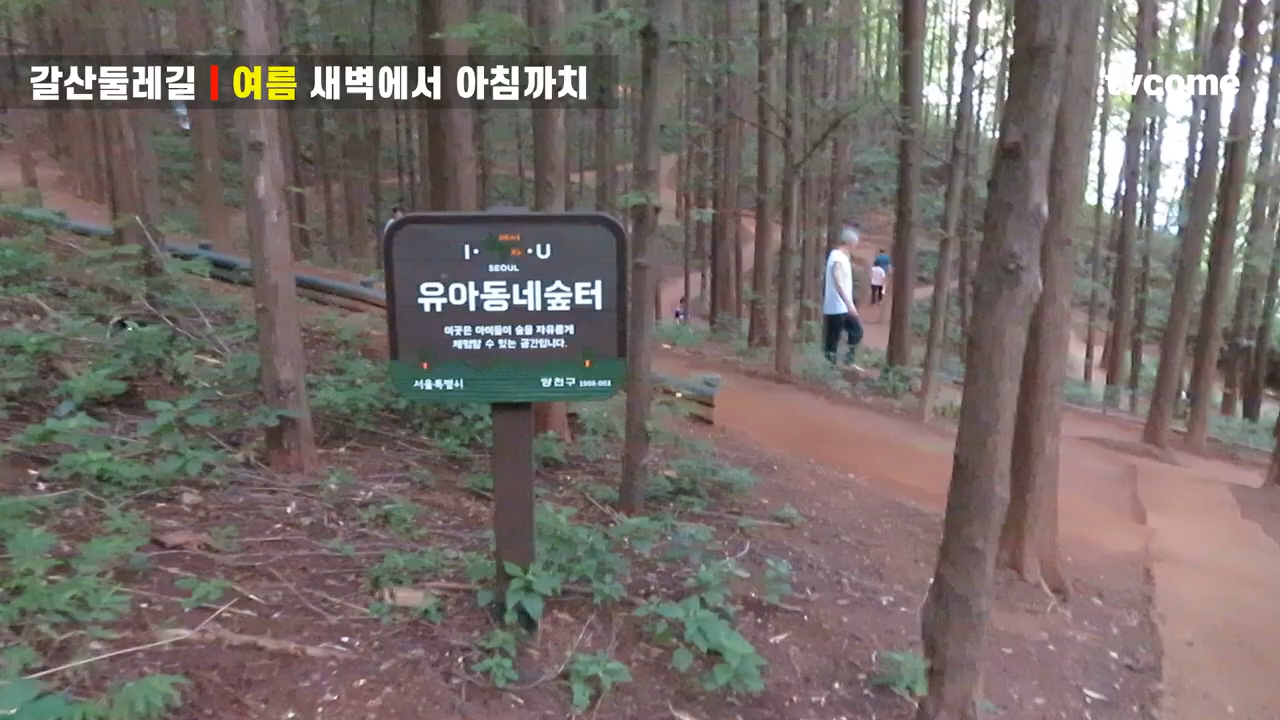 갈산둘레길 | 여름 새벽에서 아침까지
tvcome
I· ·U
SEOUL
유아동네숲터
이곳은 아이들이 숲을 자유롭게
체험할 수 있는 공간입니다.
서울특별시 양천구